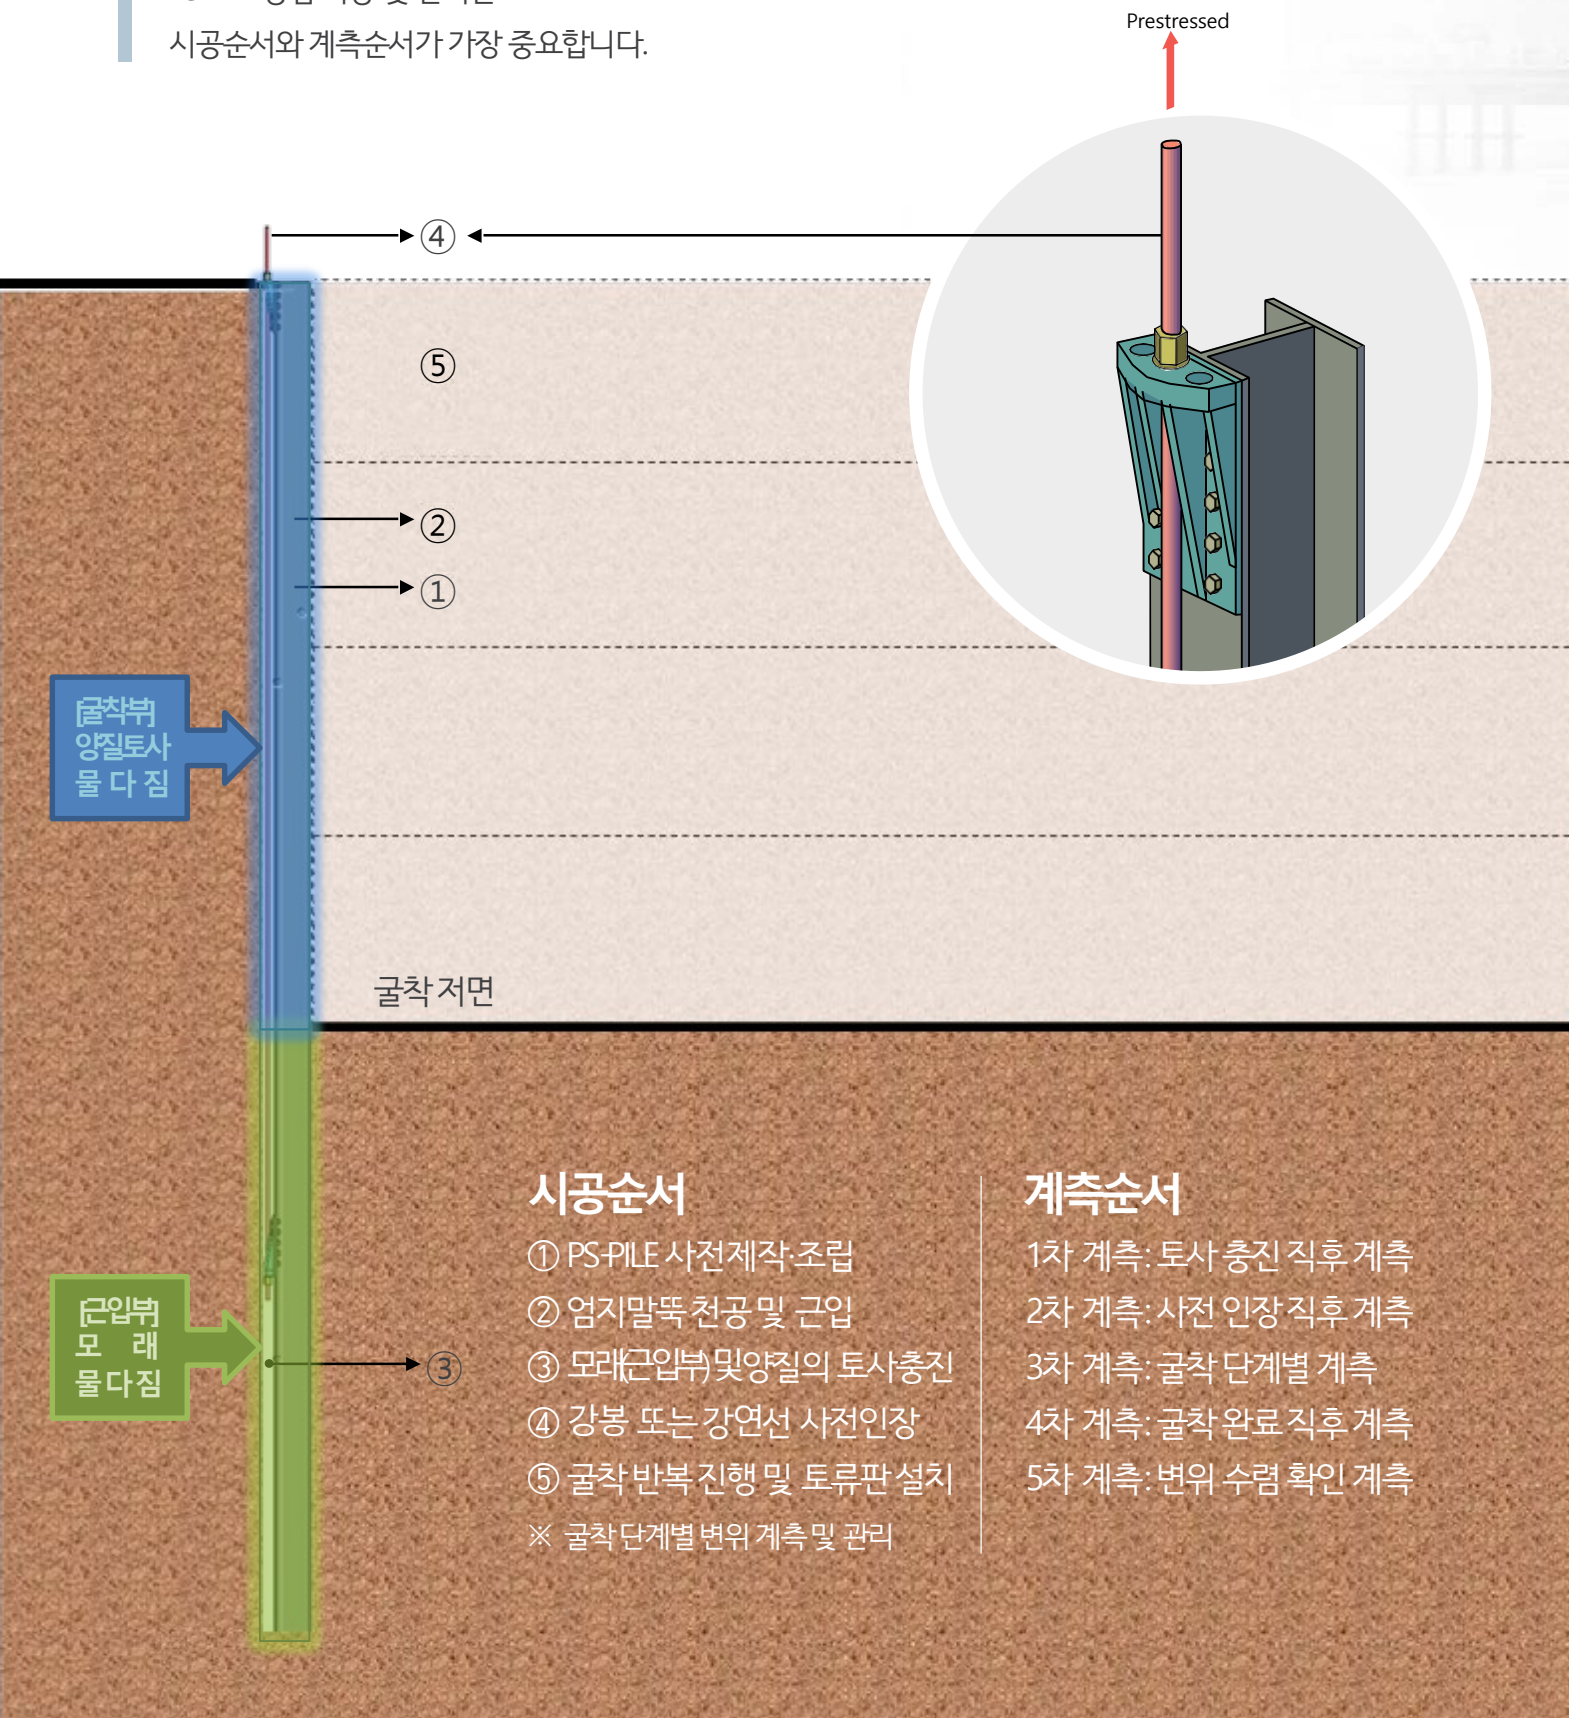 시공순서와 계측순서가 가장 중요합니다.
Prestressed
④
⑤
②
①
[굴착부]
양질토사
물 다 짐
굴착 저면
[근입부]
모 래
물다짐
③
시공순서
① PS-PILE 사전제작·조립
② 엄지말뚝 천공 및 근입
③ 모래(근입부) 및 양질의 토사충진
④ 강봉 또는 강연선 사전인장
⑤ 굴착 반복 진행 및 토류판 설치
※ 굴착 단계별 변위 계측 및 관리
계측순서
1차 계측: 토사 충진 직후 계측
2차 계측: 사전 인장 직후 계측
3차 계측: 굴착 단계별 계측
4차 계측: 굴착 완료 직후 계측
5차 계측: 변위 수렴 확인 계측